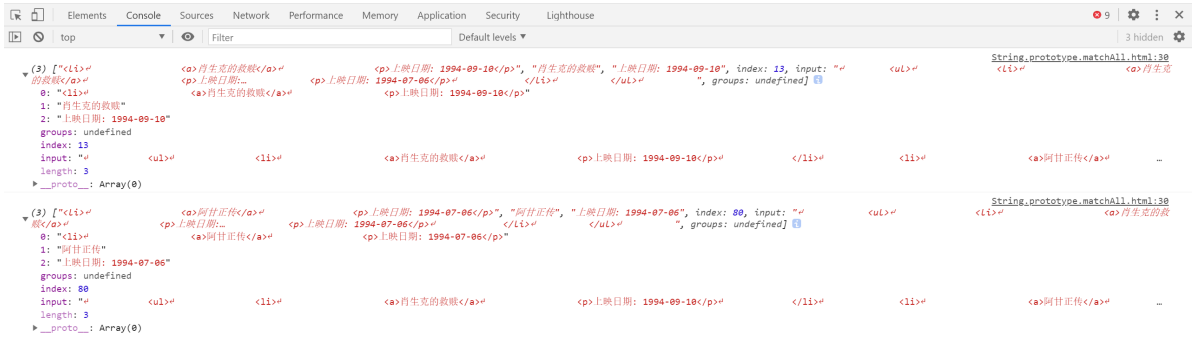 Elements Console Sources Network Performance Memory Application Security Lighthouse 9
top Filter Default levels ▼ 3 hidden
String.prototype.matchAll.html:30
(3) ["<li>↵ <a>肖生克的救赎</a>↵ <p>上映日期: 1994-09-10</p>", "肖生克的救赎", "上映日期: 1994-09-10", index: 13, input: "↵ <ul>↵ <li>↵ <a>肖生克
的救赎</a>↵ <p>上映日期:… <p>上映日期: 1994-07-06</p>↵ </li>↵ </ul>↵ ", groups: undefined]
0: "<li>↵ <a>肖生克的救赎</a>↵ <p>上映日期: 1994-09-10</p>"
1: "肖生克的救赎"
2: "上映日期: 1994-09-10"
groups: undefined
index: 13
input: "↵ <ul>↵ <li>↵ <a>肖生克的救赎</a>↵ <p>上映日期: 1994-09-10</p>↵ </li>↵ <li>↵ <a>阿甘正传</a>↵ …
length: 3
▶ __proto__: Array(0)
String.prototype.matchAll.html:30
(3) ["<li>↵ <a>阿甘正传</a>↵ <p>上映日期: 1994-07-06</p>", "阿甘正传", "上映日期: 1994-07-06", index: 80, input: "↵ <ul>↵ <li>↵ <a>肖生克的救
赎</a>↵ <p>上映日期:… <p>上映日期: 1994-07-06</p>↵ </li>↵ </ul>↵ ", groups: undefined]
0: "<li>↵ <a>阿甘正传</a>↵ <p>上映日期: 1994-07-06</p>"
1: "阿甘正传"
2: "上映日期: 1994-07-06"
groups: undefined
index: 80
input: "↵ <ul>↵ <li>↵ <a>肖生克的救赎</a>↵ <p>上映日期: 1994-09-10</p>↵ </li>↵ <li>↵ <a>阿甘正传</a>↵ …
length: 3
▶ __proto__: Array(0)